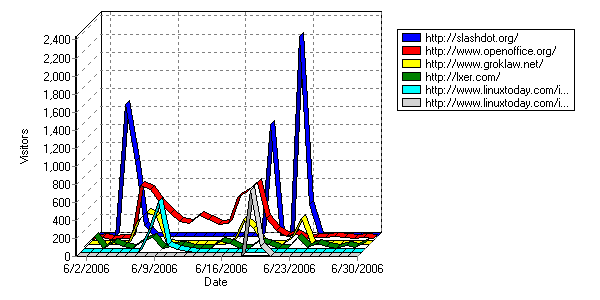 2,400
2,200
2,000
1,800
1,600
1,400
1,200
1,000
800
600
400
200
0
Visitors
6/2/2006 6/9/2006 6/16/2006 6/23/2006 6/30/2006
Date
http://slashdot.org/
http://www.openoffice.org/
http://www.groklaw.net/
http://lxer.com/
http://www.linuxtoday.com/i...
http://www.linuxtoday.com/i...